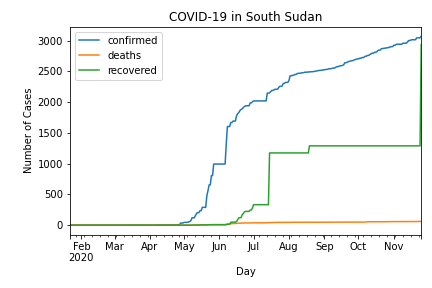 COVID-19 in South Sudan
confirmed
deaths
recovered
Number of Cases
3000
2500
2000
1500
1000
500
0
Feb Mar Apr May Jun Jul Aug Sep Oct Nov
2020
Day